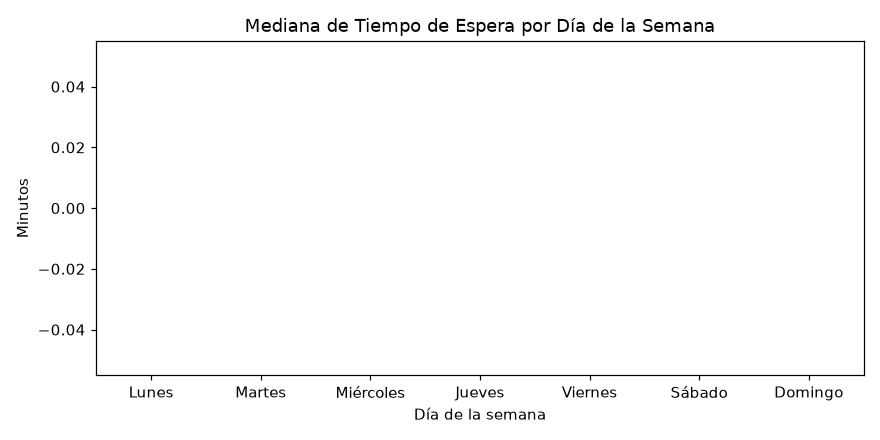 Mediana de Tiempo de Espera por Día de la Semana
0.04
0.02
0.00
−0.02
−0.04
Minutos
Lunes Martes Miércoles Jueves Viernes Sábado Domingo
Día de la semana